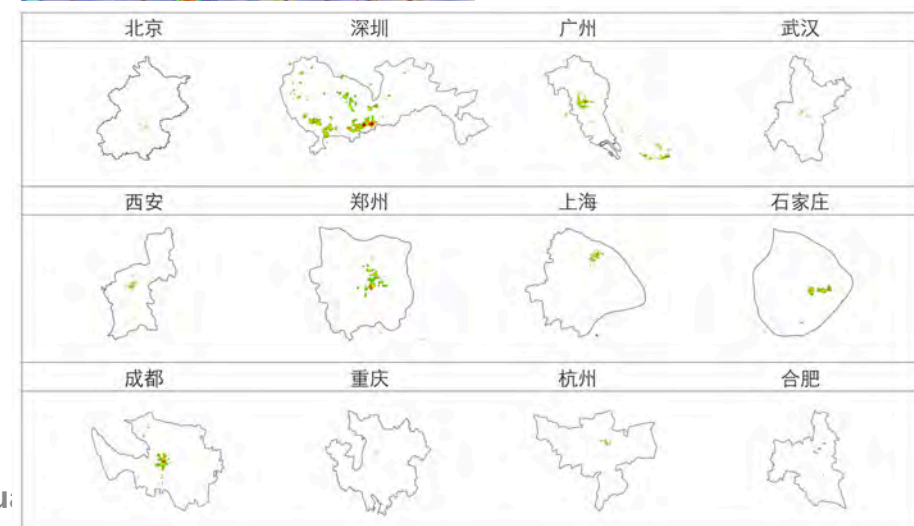 北京 深圳 广州 武汉
西安 郑州 上海 石家庄
成都 重庆 杭州 合肥